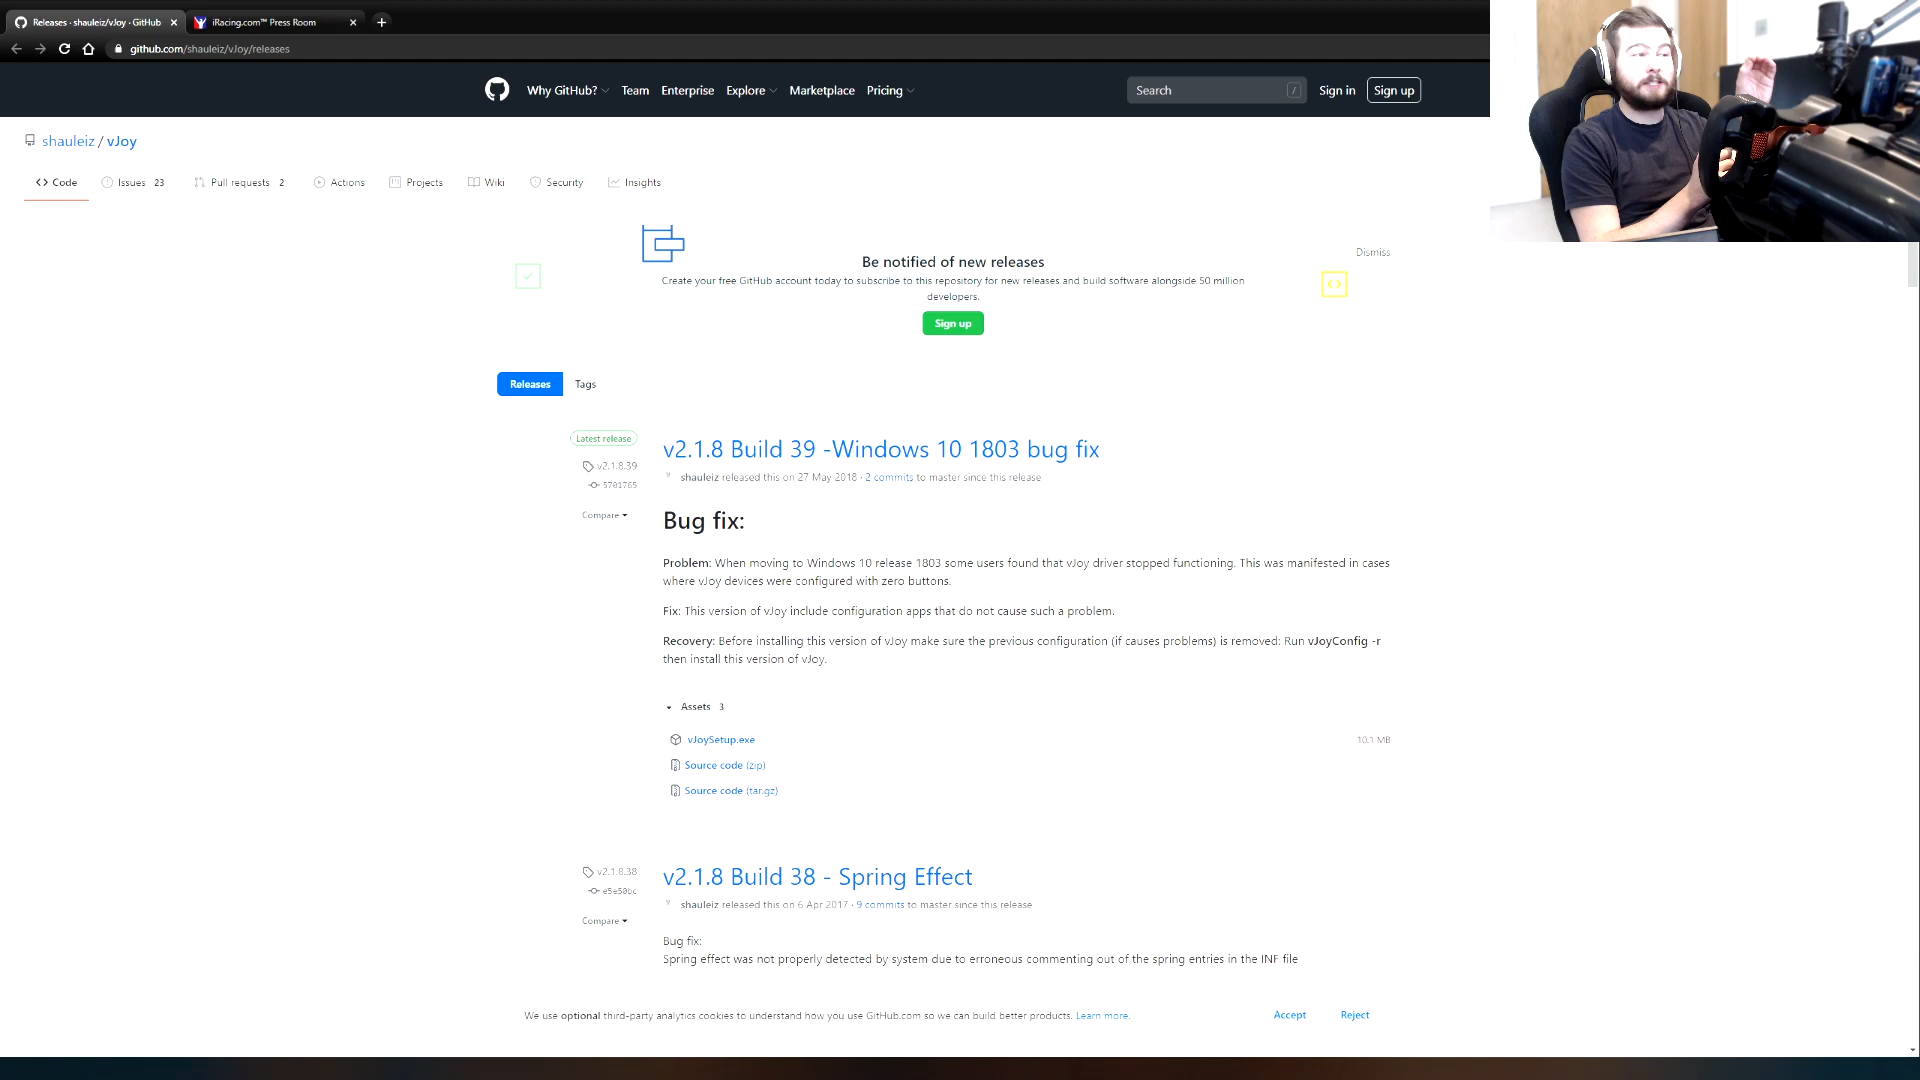 Releases · shauleiz/vJoy · GitHub
iRacing.com™ Press Room
github.com/shauleiz/vJoy/releases
Why GitHub?
Team
Enterprise
Explore
Marketplace
Pricing
Search
/
Sign in
Sign up
shauleiz / vJoy
Code
Issues 23
Pull requests 2
Actions
Projects
Wiki
Security
Insights
Dismiss
Be notified of new releases
Create your free GitHub account today to subscribe to this repository for new releases and build software alongside 50 million
developers.
Sign up
Releases
Tags
Latest release
v2.1.8.39
5701765
Compare
v2.1.8 Build 39 -Windows 10 1803 bug fix
shauleiz released this on 27 May 2018 · 2 commits to master since this release
Bug fix:
Problem: When moving to Windows 10 release 1803 some users found that vJoy driver stopped functioning. This was manifested in cases
where vJoy devices were configured with zero buttons.
Fix: This version of vJoy include configuration apps that do not cause such a problem.
Recovery: Before installing this version of vJoy make sure the previous configuration (if causes problems) is removed: Run vJoyConfig -r
then install this version of vJoy.
Assets 3
vJoySetup.exe
10.1 MB
Source code (zip)
Source code (tar.gz)
v2.1.8.38
e5e50bc
Compare
v2.1.8 Build 38 - Spring Effect
shauleiz released this on 6 Apr 2017 · 9 commits to master since this release
Bug fix:
Spring effect was not properly detected by system due to erroneous commenting out of the spring entries in the INF file
We use optional third-party analytics cookies to understand how you use GitHub.com so we can build better products. Learn more.
Accept
Reject